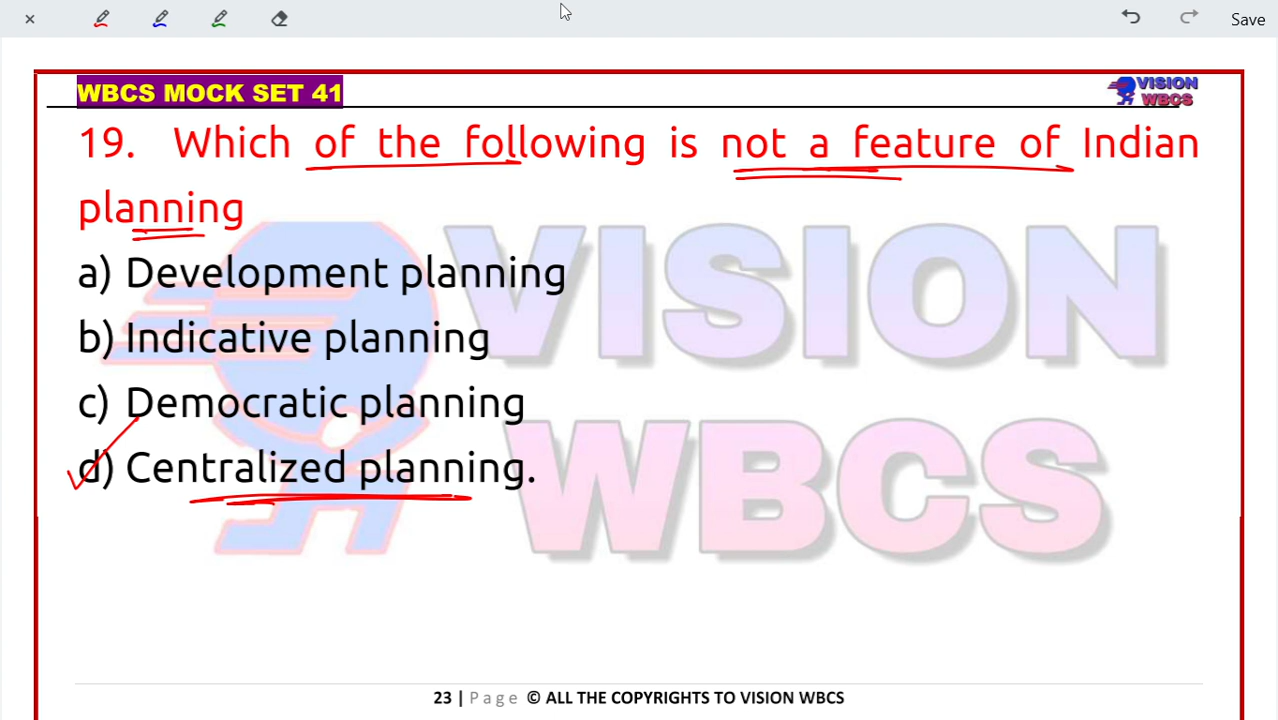 Save
WBCS MOCK SET 41
VISION
WBCS
19. Which of the following is not a feature of Indian
planning
a) Development planning
b) Indicative planning
c) Democratic planning
d) Centralized planning.
VISION
WBCS
23 | Page © ALL THE COPYRIGHTS TO VISION WBCS